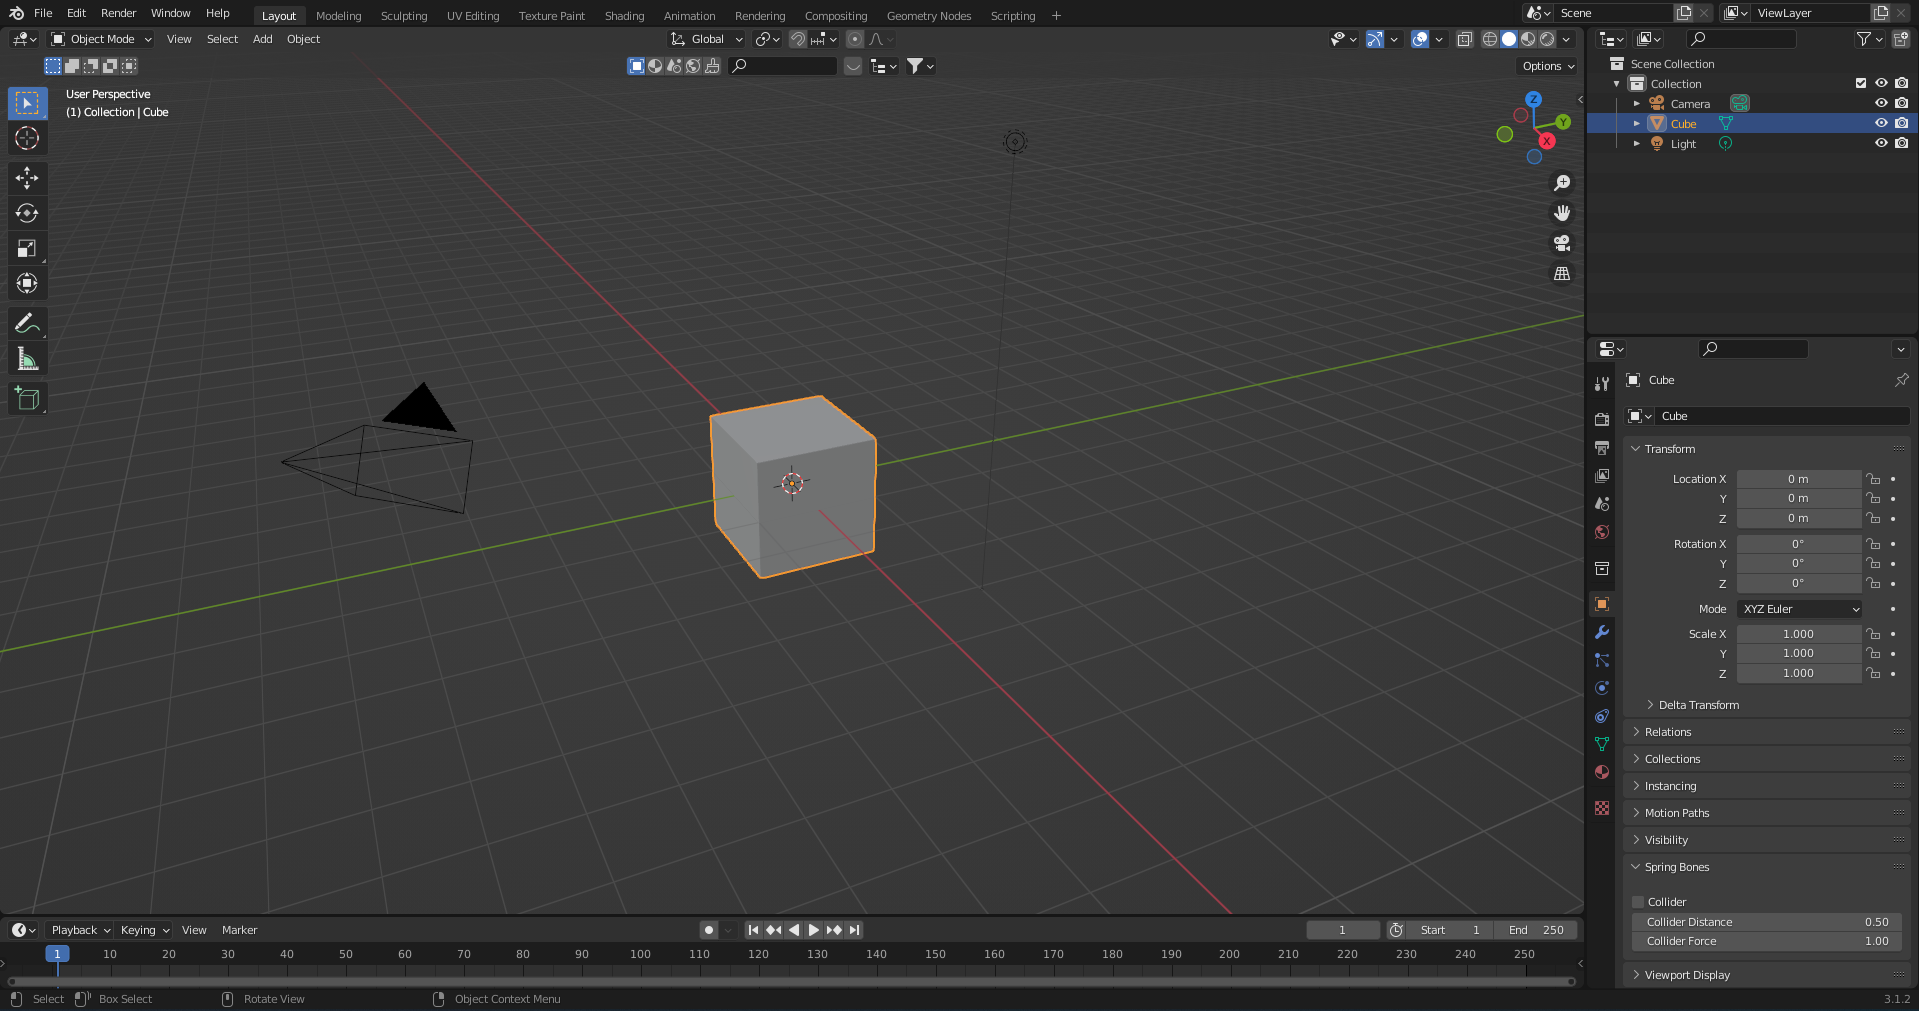 File Edit Render Window Help Layout Modeling Sculpting UV Editing Texture Paint Shading Animation Rendering Compositing Geometry Nodes Scripting + Scene ViewLayer
Object Mode View Select Add Object Global
Options
User Perspective
(1) Collection | Cube
Z
Y
X
Scene Collection
Collection
Camera
Cube
Light
Cube
Cube
Transform
Location X 0 m
Y 0 m
Z 0 m
Rotation X 0°
Y 0°
Z 0°
Mode XYZ Euler
Scale X 1.000
Y 1.000
Z 1.000
Delta Transform
Relations
Collections
Instancing
Motion Paths
Visibility
Spring Bones
Collider
Collider Distance 0.50
Collider Force 1.00
Viewport Display
Playback Keying View Marker 1 Start 1 End 250
1 10 20 30 40 50 60 70 80 90 100 110 120 130 140 150 160 170 180 190 200 210 220 230 240 250
Select Box Select Rotate View Object Context Menu 3.1.2